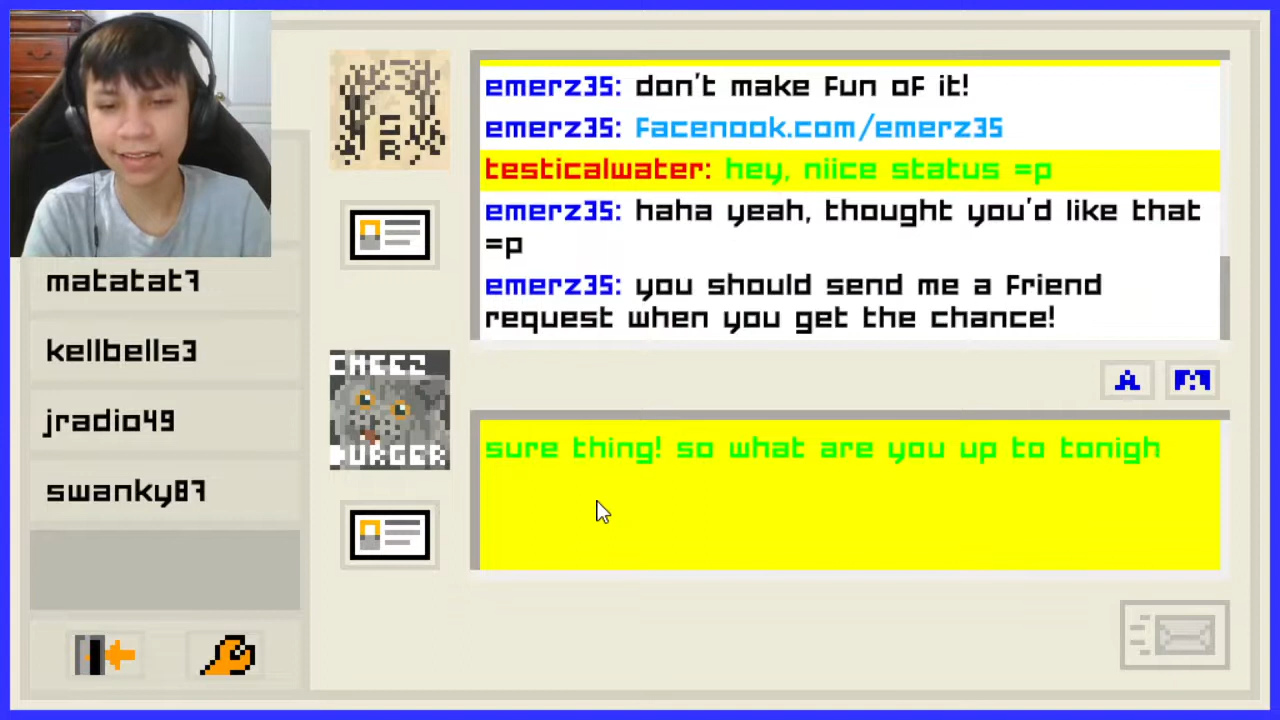 emerz35: don't make fun of it!
emerz35: Facenook.com/emerz35
testicalwater: hey, niice status =p
emerz35: haha yeah, thought you'd like that
=p
emerz35: you should send me a friend
request when you get the chance!
matatat7
kellbells3
jradio49
swanky87
CHEEZ
BURGER
sure thing! so what are you up to tonigh